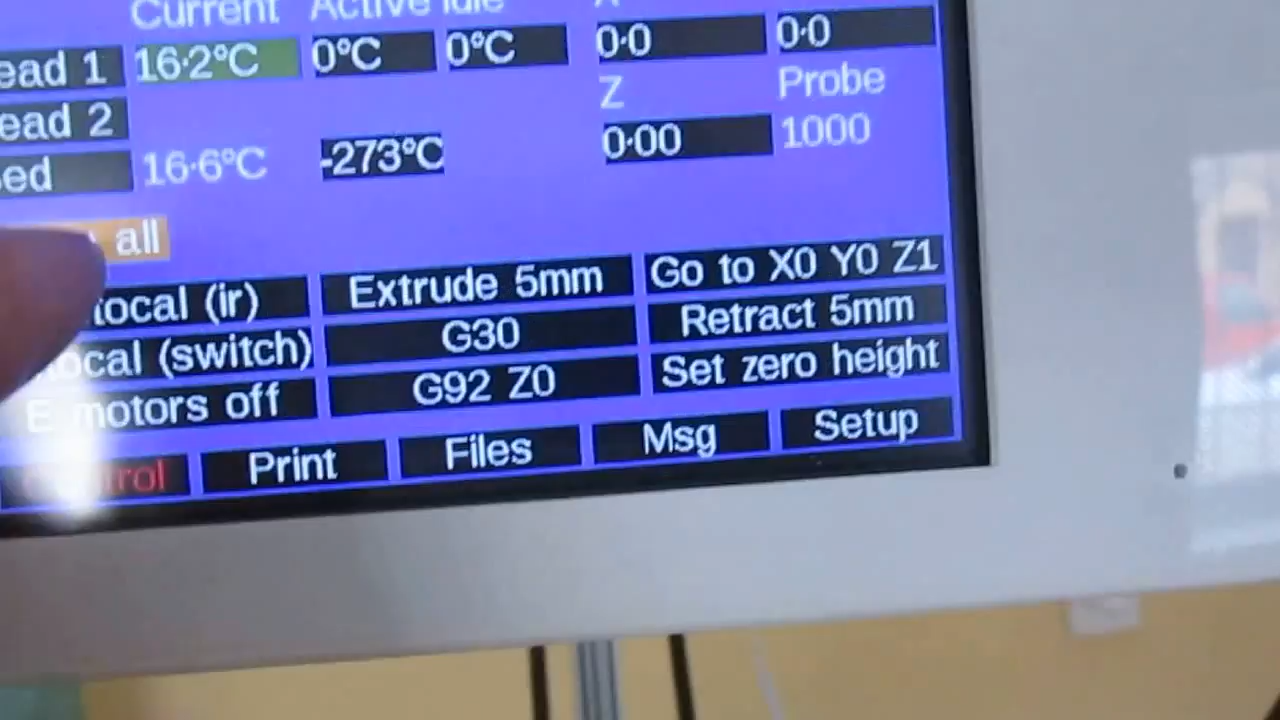 Current Active Idle
ead 1 16·2°C 0°C 0°C 0·0 0·0
Z Probe
ead 2
0·00 1000
ed 16·6°C -273°C
all
tocal (ir) Extrude 5mm Go to X0 Y0 Z1
ocal (switch) G30 Retract 5mm
E motors off G92 Z0 Set zero height
rol Print Files Msg Setup